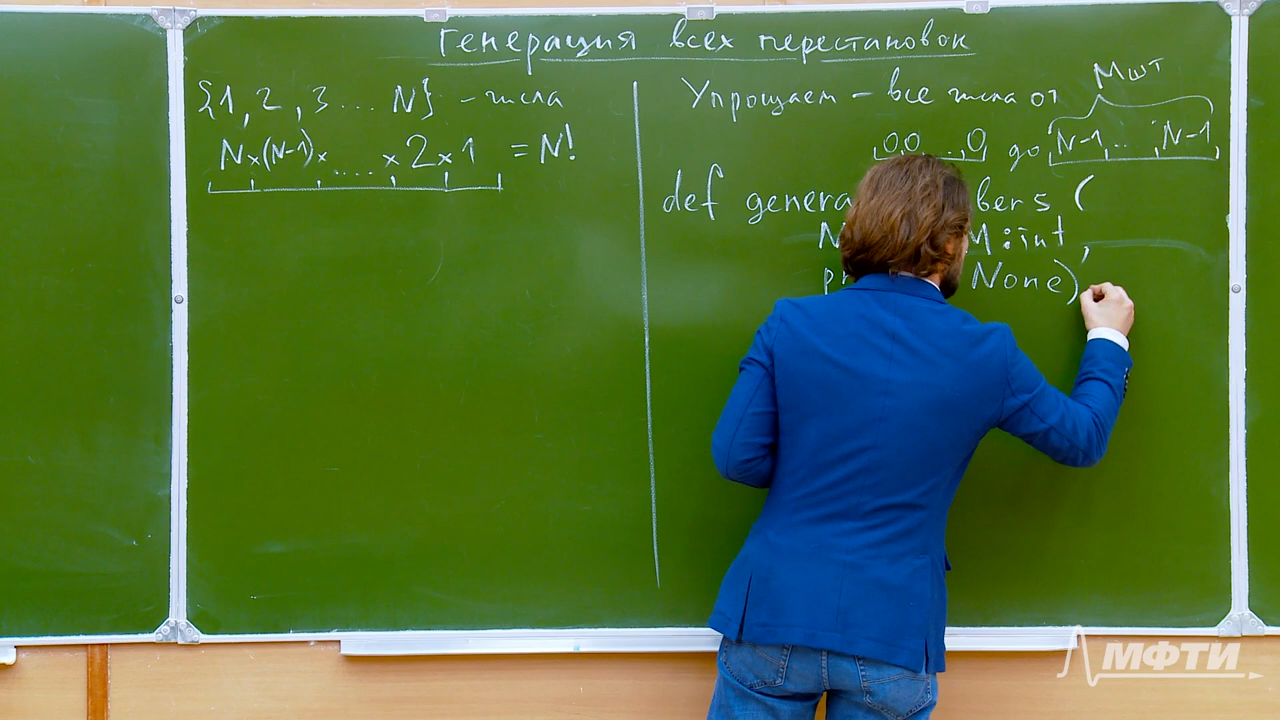 Генерация всех перестановок
{1, 2, 3 .... N} - числа
N×(N-1)×....×2×1 = N!
Упрощаем - все числа от
M шт
0,0...,0 до N-1,...,N-1
def genera bers (
N M:int,
pr None)
МФТИ